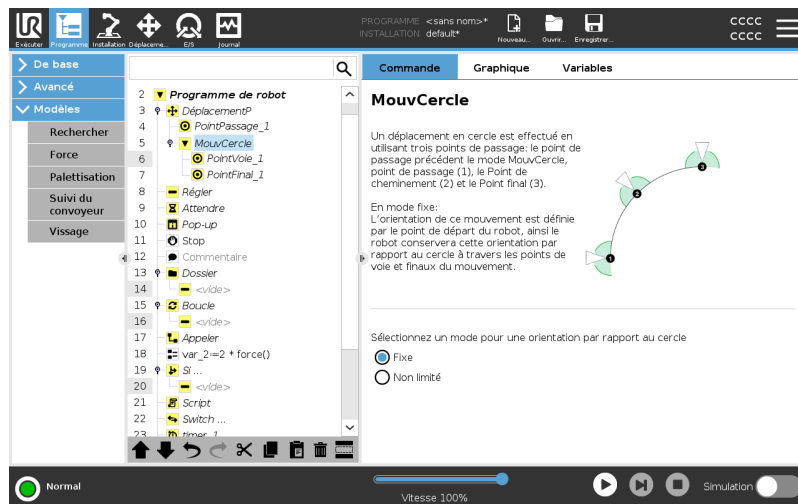 PROGRAMME <sans nom>*
INSTALLATION default*
cccc
cccc
Exécuter Programme Installation Déplaceme... E/S Journal
Nouveau... Ouvrir... Enregistrer...
De base
Avancé
Modèles
Rechercher
Force
Palettisation
Suivi du
convoyeur
Vissage
2 Programme de robot
3 DéplacementP
4 PointPassage_1
5 MouvCercle
6 PointVoie_1
7 PointFinal_1
8 Régler
9 Attendre
10 Pop-up
11 Stop
12 Commentaire
13 Dossier
14 <vide>
15 Boucle
16 <vide>
17 Appeler
18 var_2:=2 * force()
19 Si ...
20 <vide>
21 Script
22 Switch ...
23 timer_1
Commande Graphique Variables
MouvCercle
Un déplacement en cercle est effectué en
utilisant trois points de passage: le point de
passage précédent le mode MouvCercle,
point de passage (1), le Point de
cheminement (2) et le Point final (3).
En mode fixe:
L'orientation de ce mouvement est définie
par le point de départ du robot, ainsi le
robot conservera cette orientation par
rapport au cercle à travers les points de
voie et finaux du mouvement.
3
2
1
Sélectionnez un mode pour une orientation par rapport au cercle
Fixe
Non limité
Normal
Vitesse 100%
Simulation